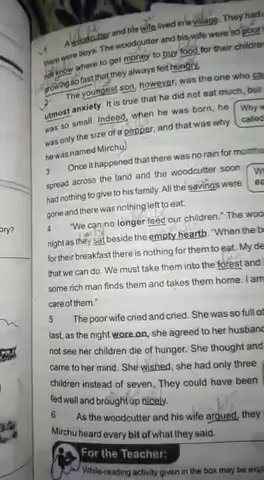 1 A woodcutter and his wife lived in a village. They had
them were boys. The woodcutter and his wife were so poor
not know where to get money to buy food for their children
growing so fast that they always felt hungry.
2 The youngest son, however, was the one who
utmost anxiety. It is true that he did not eat much, but
was so small. Indeed, when he was born, he
was only the size of a pepper, and that was why
he was named Mirchu.
Why
called
3 Once it happened that there was no rain for
spread across the land and the woodcutter soon
had nothing to give to his family. All the savings were
gone and there was nothing left to eat.
4 "We can no longer feed our children." The
night as they sat beside the empty hearth. "When the
for their breakfast there is nothing for them to eat. My
that we can do. We must take them into the forest and
some rich man finds them and takes them home. I am
care of them."
5 The poor wife cried and cried. She was so full of
last, as the night wore on, she agreed to her husband
not see her children die of hunger. She thought and
came to her mind. She wished, she had only three
children instead of seven. They could have been
fed well and brought up nicely.
6 As the woodcutter and his wife argued, they
Mirchu heard every bit of what they said.
For the Teacher:
While-reading activity given in the box may be
ory?